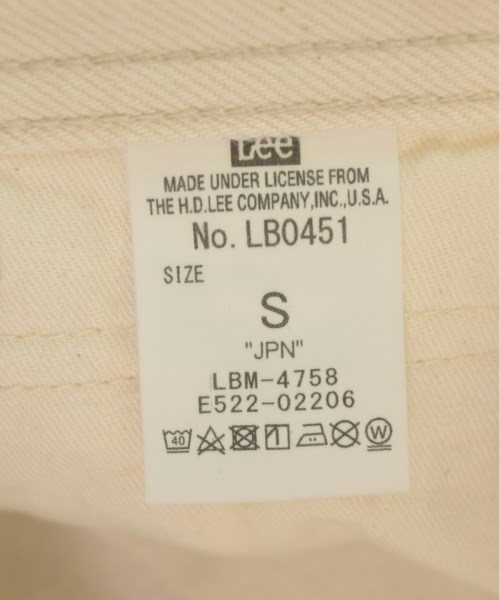 Lee
MADE UNDER LICENSE FROM
THE H.D.LEE COMPANY,INC.,U.S.A.
No. LB0451
SIZE
S
"JPN"
LBM-4758
E522-02206
40
W